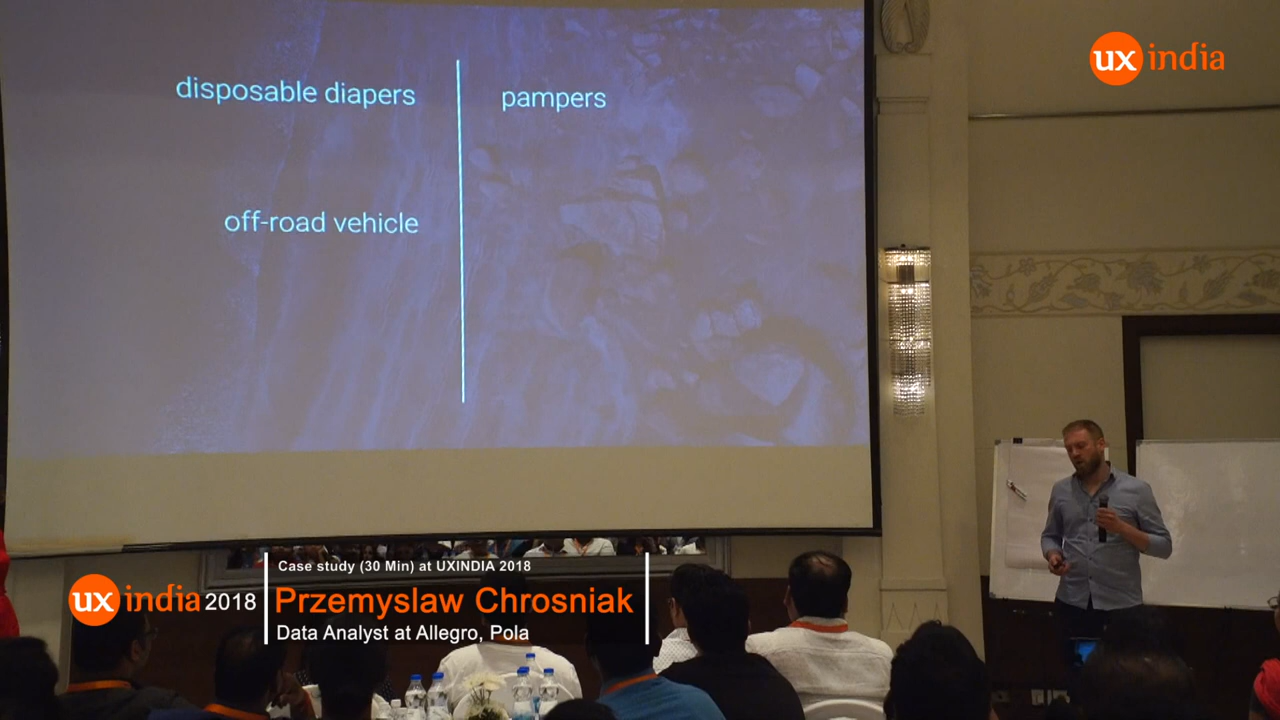 disposable diapers
pampers
off-road vehicle
ux india
ux india 2018
Case study (30 Min) at UXINDIA 2018
Przemyslaw Chrosniak
Data Analyst at Allegro, Pola